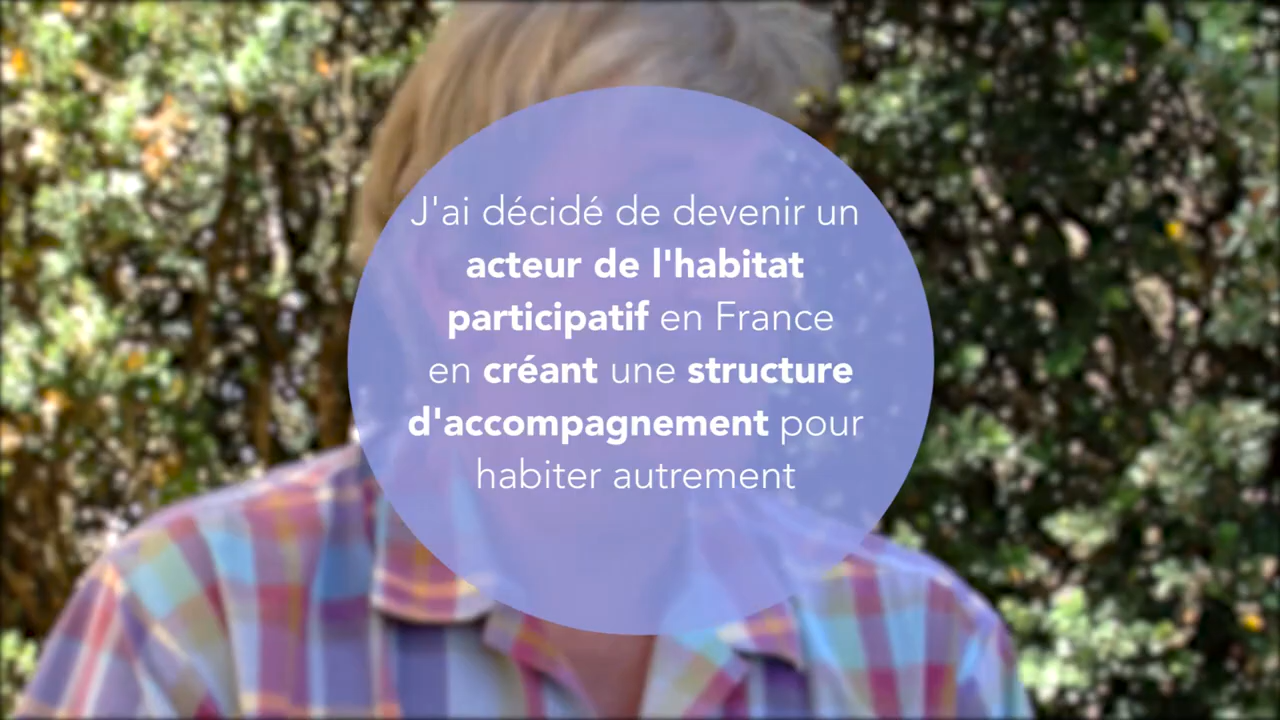 J'ai décidé de devenir un
acteur de l'habitat
participatif en France
en créant une structure
d'accompagnement pour
habiter autrement